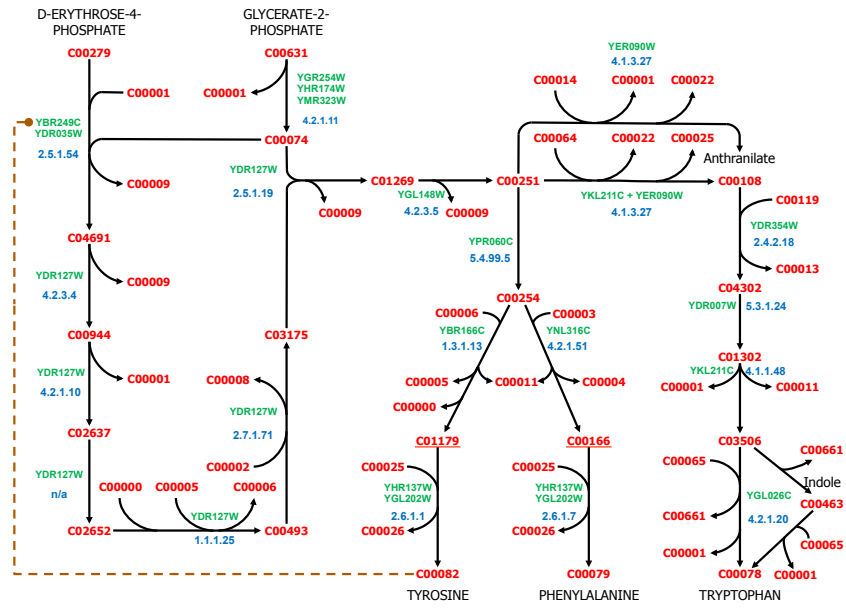 D-ERYTHROSE-4-
PHOSPHATE
GLYCERATE-2-
PHOSPHATE
C00279
C00631
YER090W
4.1.3.27
C00014
C00001
C00022
C00001
C00001
YGR254W
YHR174W
YMR323W
4.2.1.11
YBR249C
YDR035W
2.5.1.54
C00074
C00064
C00022
C00025
Anthranilate
C00009
YDR127W
2.5.1.19
C01269
C00251
C00108
YGL148W
4.2.3.5
C00009
C00009
YKL211C + YER090W
4.1.3.27
C00119
YDR354W
2.4.2.18
C04691
YPR060C
5.4.99.5
YDR127W
4.2.3.4
C00009
C00013
C04302
C00254
YDR007W
5.3.1.24
C00006
C00003
C00944
C03175
YBR166C
1.3.1.13
YNL316C
4.2.1.51
C01302
YDR127W
4.2.1.10
C00001
C00008
C00005
C00011
C00004
YKL211C
4.1.1.48
C00001
C00011
C00000
YDR127W
2.7.1.71
C02637
C01179
C00166
C03506
C00661
YDR127W
n/a
C00002
C00025
C00025
C00065
Indole
C00463
C00000
C00005
C00006
YHR137W
YGL202W
2.6.1.1
YHR137W
YGL202W
2.6.1.7
YGL026C
4.2.1.20
C00661
YDR127W
1.1.1.25
C02652
C00493
C00026
C00026
C00001
C00065
C00082
C00079
C00078
C00001
TYROSINE
PHENYLALANINE
TRYPTOPHAN